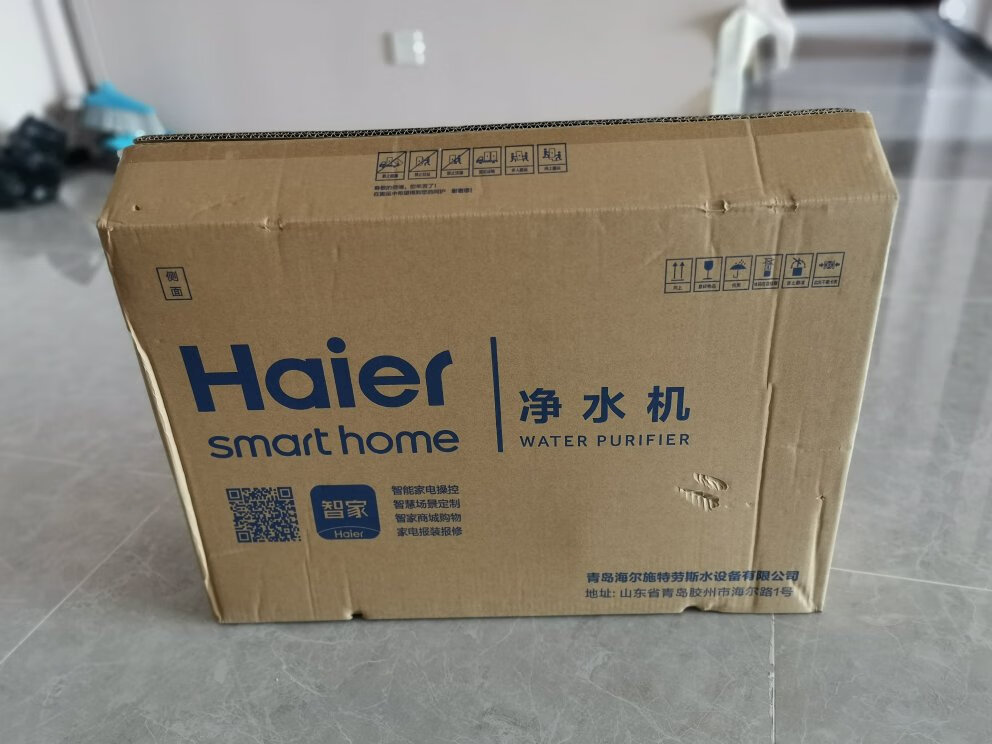 侧面
Haier
smart home
净水机
WATER PURIFIER
智家
Haier
智能家电操控
智慧场景定制
智家商城购物
家电报装报修
青岛海尔施特劳斯水设备有限公司
地址: 山东省青岛胶州市海尔路1号